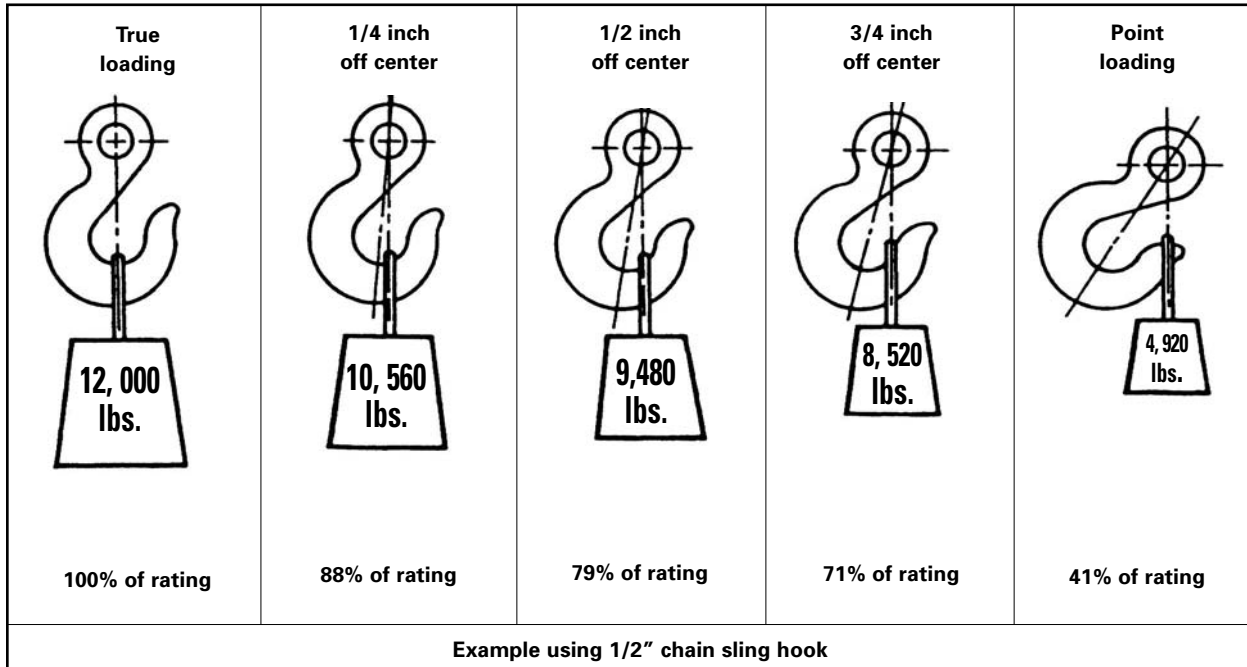 True
loading
1/4 inch
off center
1/2 inch
off center
3/4 inch
off center
Point
loading
12, 000
lbs.
10, 560
lbs.
9,480
lbs.
8, 520
lbs.
4, 920
lbs.
100% of rating
88% of rating
79% of rating
71% of rating
41% of rating
Example using 1/2” chain sling hook